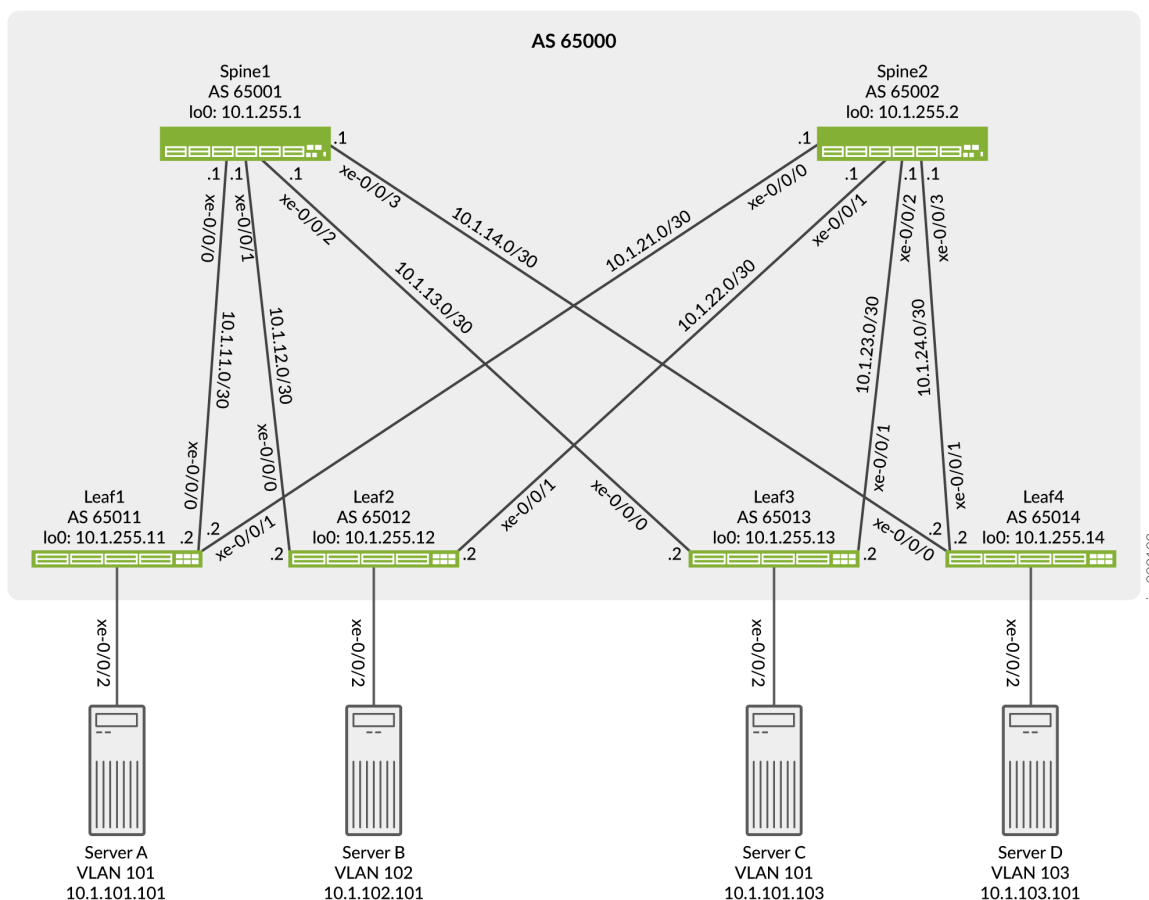 AS 65000
Spine1
AS 65001
lo0: 10.1.255.1
Spine2
AS 65002
lo0: 10.1.255.2
.1
.1
.1
.1
.1
.1
.1
.1
xe-0/0/0
xe-0/0/1
xe-0/0/2
xe-0/0/3
xe-0/0/0
xe-0/0/1
xe-0/0/2
xe-0/0/3
10.1.11.0/30
10.1.12.0/30
10.1.13.0/30
10.1.14.0/30
10.1.21.0/30
10.1.22.0/30
10.1.23.0/30
10.1.24.0/30
xe-0/0/0
xe-0/0/1
xe-0/0/0
xe-0/0/1
xe-0/0/0
xe-0/0/1
xe-0/0/0
xe-0/0/1
Leaf1
AS 65011
lo0: 10.1.255.11
.2
.2
Leaf2
AS 65012
lo0: 10.1.255.12
.2
.2
Leaf3
AS 65013
lo0: 10.1.255.13
.2
.2
Leaf4
AS 65014
lo0: 10.1.255.14
.2
.2
xe-0/0/2
xe-0/0/2
xe-0/0/2
xe-0/0/2
Server A
VLAN 101
10.1.101.101
Server B
VLAN 102
10.1.102.101
Server C
VLAN 101
10.1.101.103
Server D
VLAN 103
10.1.103.101